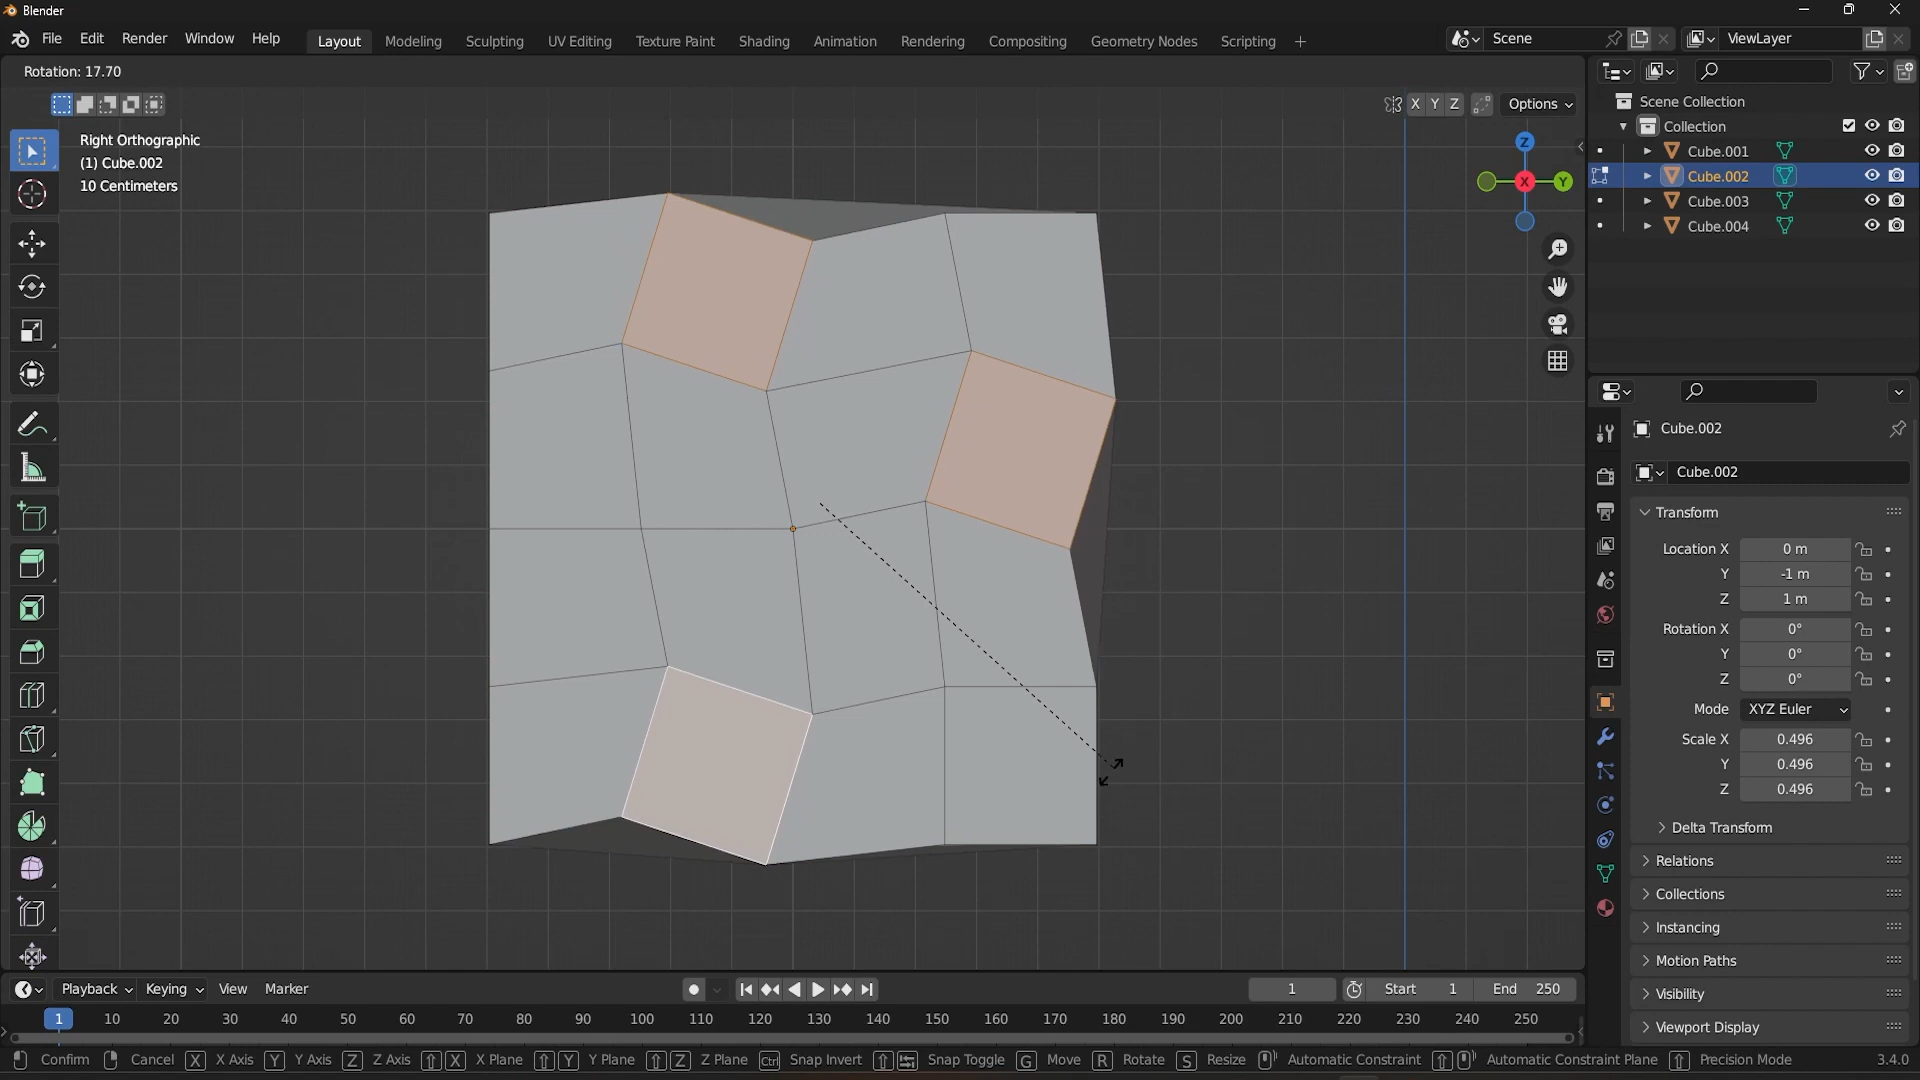 Blender
File Edit Render Window Help Layout Modeling Sculpting UV Editing Texture Paint Shading Animation Rendering Compositing Geometry Nodes Scripting + Scene ViewLayer
Rotation: 17.70
X Y Z Options
Right Orthographic
(1) Cube.002
10 Centimeters
Z
Y
X
Scene Collection
Collection
Cube.001
Cube.002
Cube.003
Cube.004
Cube.002
Cube.002
Transform
Location X 0 m
Y -1 m
Z 1 m
Rotation X 0°
Y 0°
Z 0°
Mode XYZ Euler
Scale X 0.496
Y 0.496
Z 0.496
Delta Transform
Relations
Collections
Instancing
Motion Paths
Visibility
Viewport Display
Playback Keying View Marker 1 Start 1 End 250
1 10 20 30 40 50 60 70 80 90 100 110 120 130 140 150 160 170 180 190 200 210 220 230 240 250
Confirm Cancel X X Axis Y Y Axis Z Z Axis X X Plane Y Y Plane Z Z Plane Ctrl Snap Invert Snap Toggle G Move R Rotate S Resize Automatic Constraint Automatic Constraint Plane Precision Mode 3.4.0